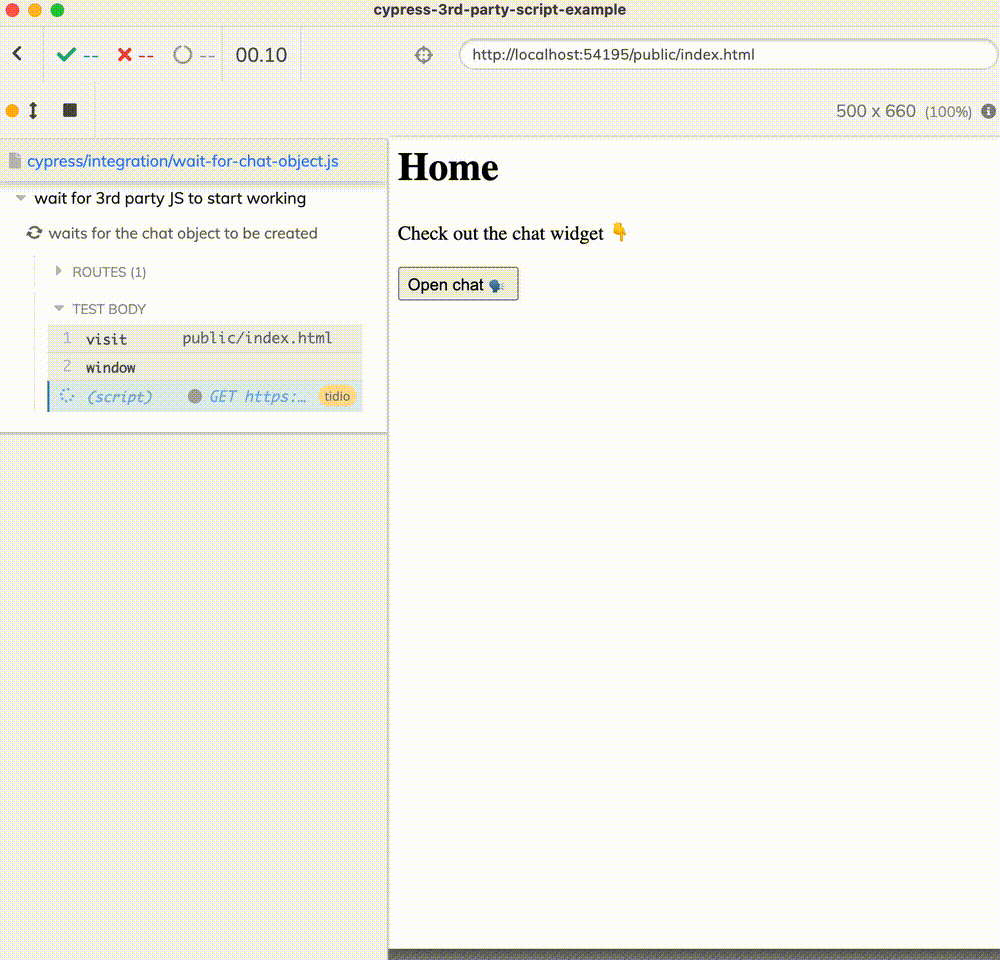 cypress-3rd-party-script-example
-- -- -- 00.10 http://localhost:54195/public/index.html
500 x 660 (100%)
cypress/integration/wait-for-chat-object.js
wait for 3rd party JS to start working
waits for the chat object to be created
ROUTES (1)
TEST BODY
1 visit public/index.html
2 window
(script) GET https:... tidio
Home
Check out the chat widget 👇
Open chat 🗣